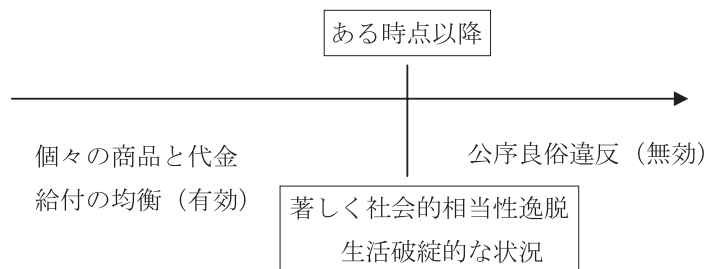 ある時点以降
個々の商品と代金
給付の均衡（有効）
公序良俗違反（無効）
著しく社会的相当性逸脱
生活破綻的な状況